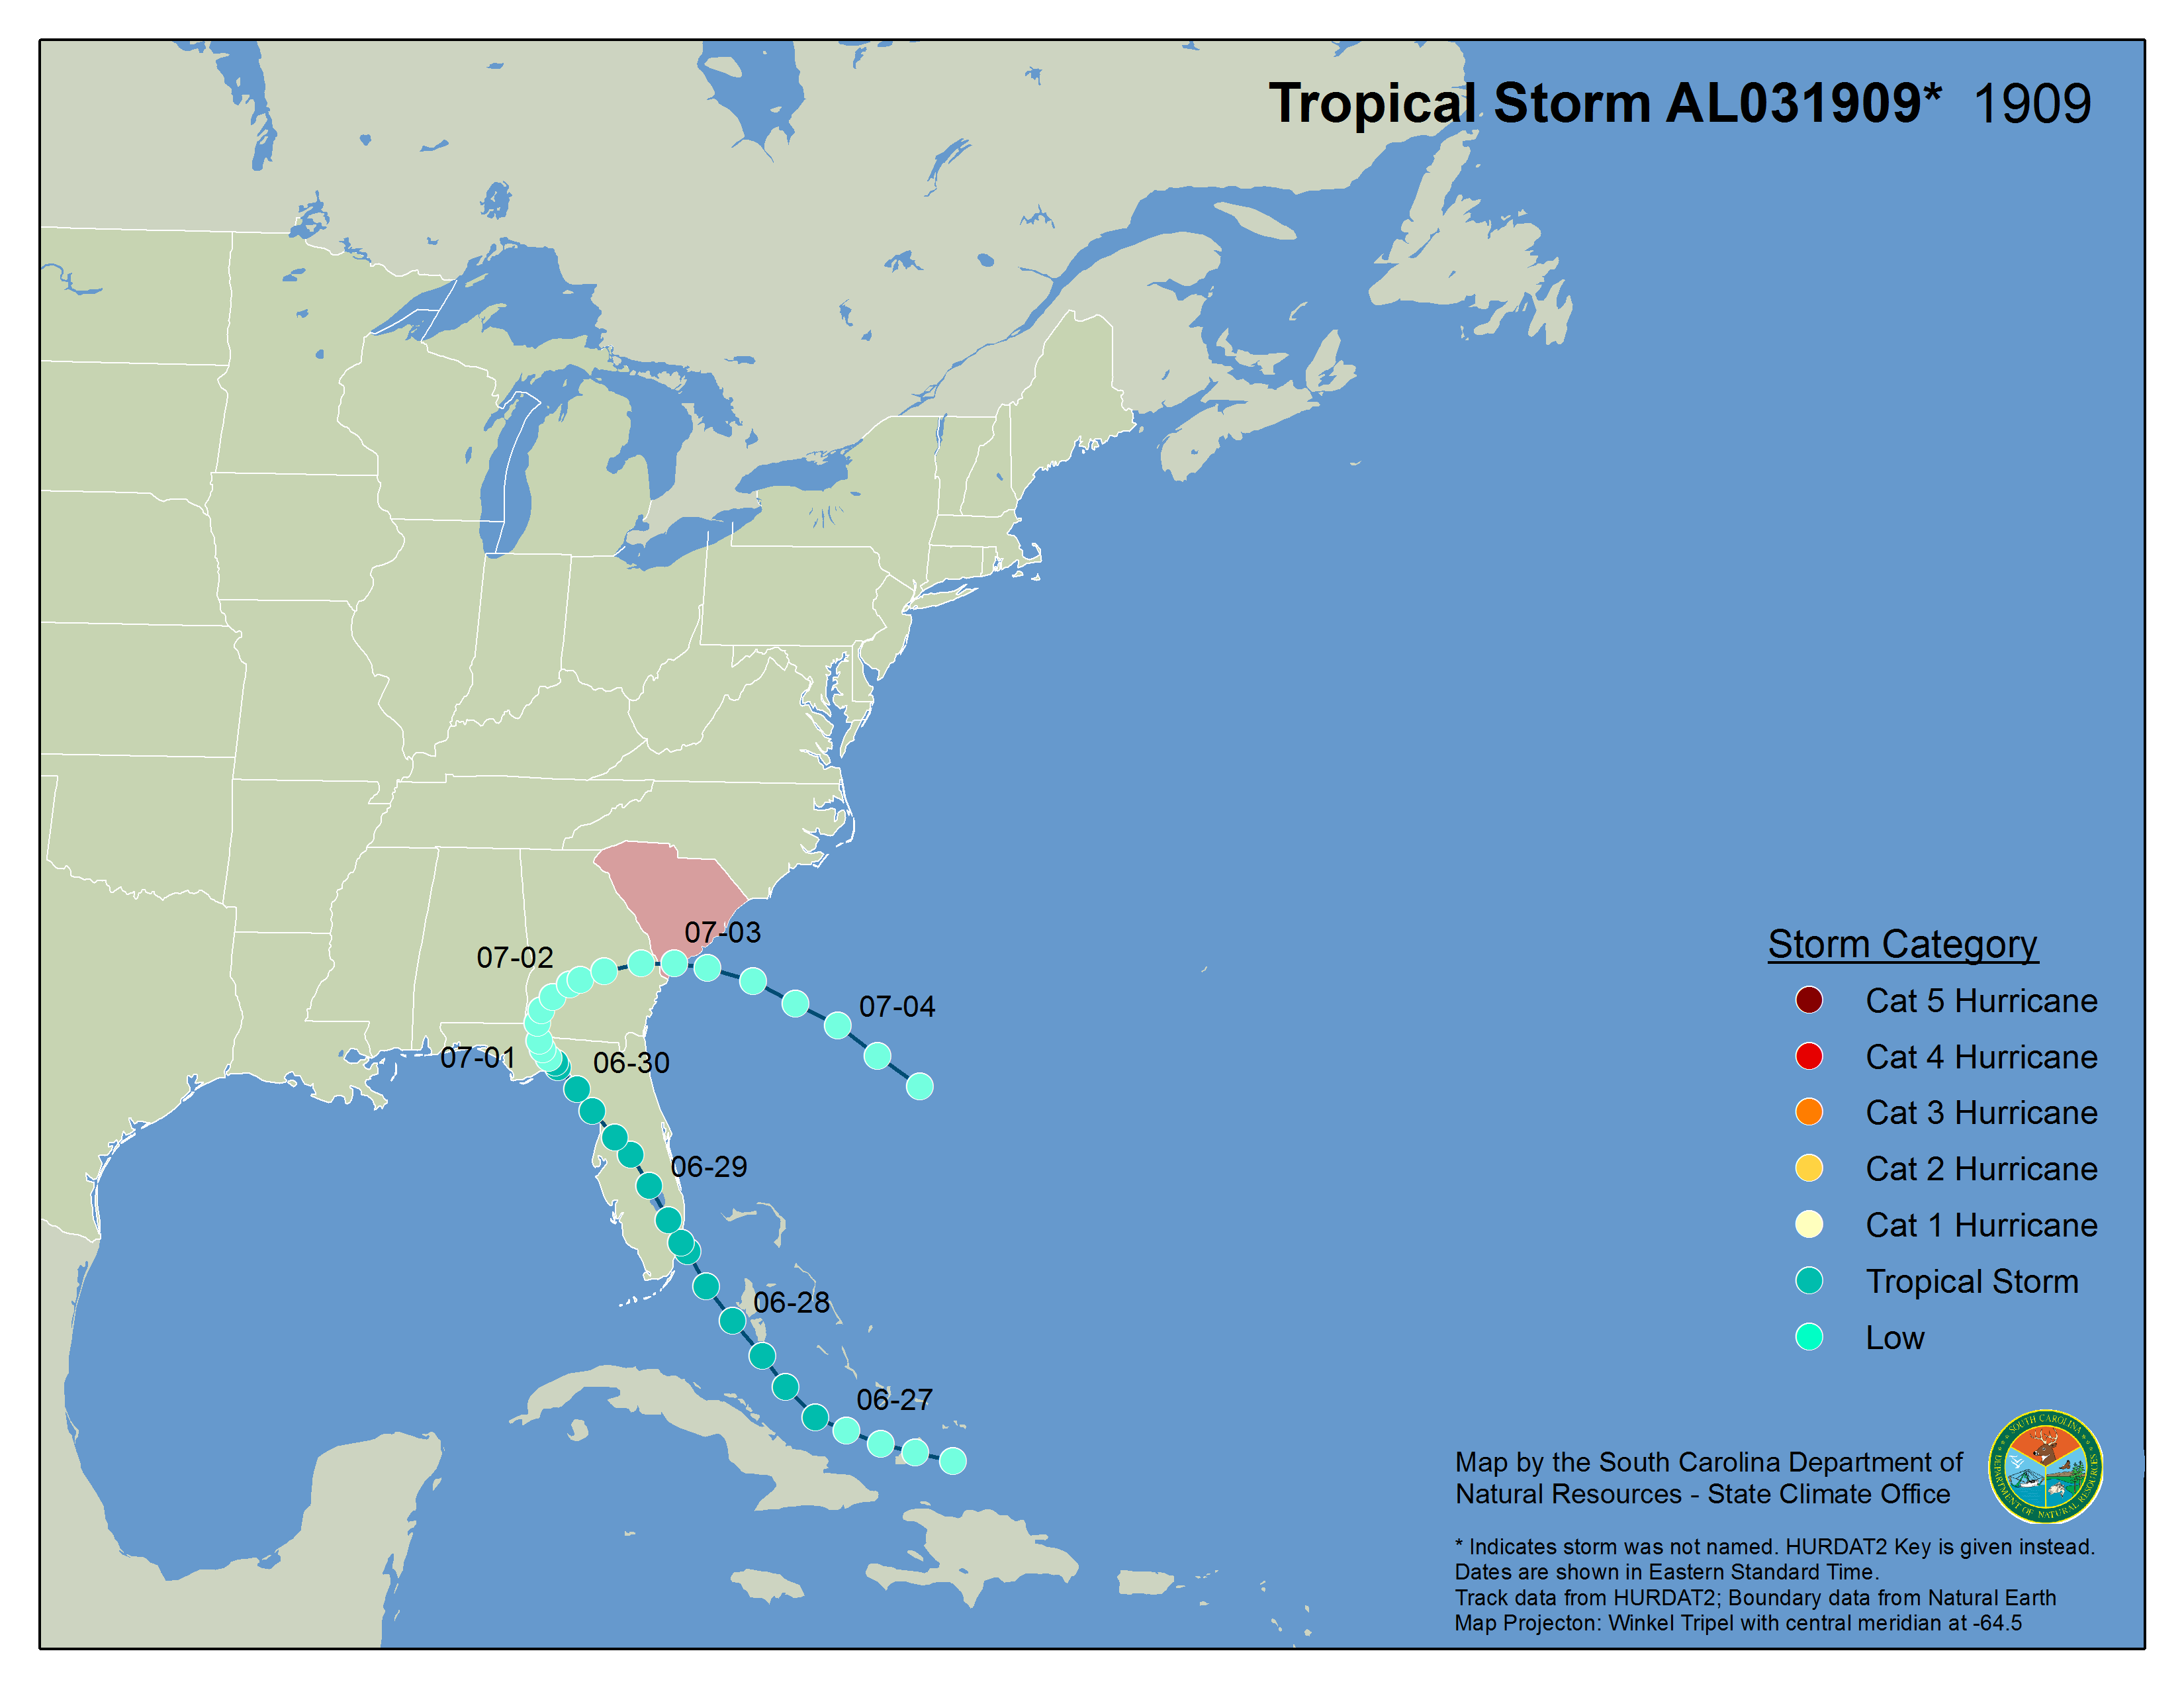 Tropical Storm AL031909* 1909
07-03
07-02
07-04
07-01
06-30
06-29
06-28
06-27
Storm Category
Cat 5 Hurricane
Cat 4 Hurricane
Cat 3 Hurricane
Cat 2 Hurricane
Cat 1 Hurricane
Tropical Storm
Low
Map by the South Carolina Department of
Natural Resources - State Climate Office
SOUTH CAROLINA
DEPARTMENT OF NATURAL RESOURCES
* Indicates storm was not named. HURDAT2 Key is given instead.
Dates are shown in Eastern Standard Time.
Track data from HURDAT2; Boundary data from Natural Earth
Map Projecton: Winkel Tripel with central meridian at -64.5